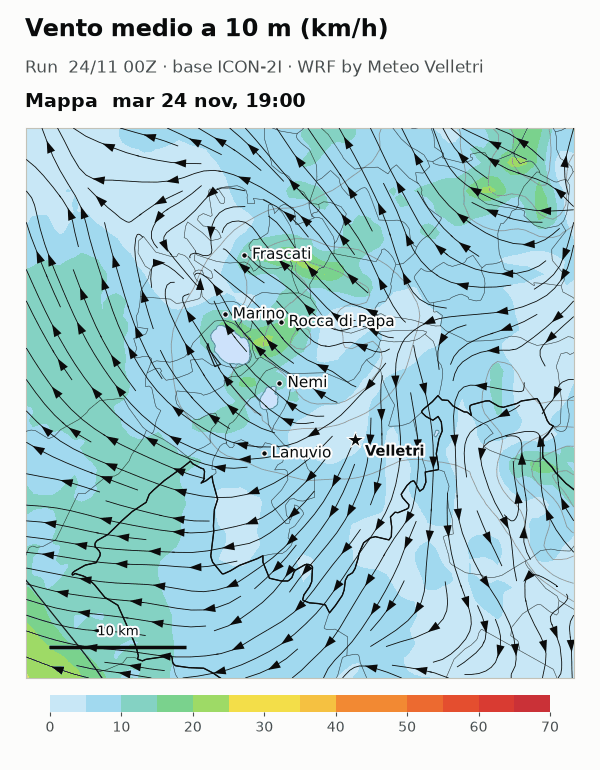 Vento medio a 10 m (km/h)
Run  24/11 00Z · base ICON-2I · WRF by Meteo Velletri
Mappa  mar 24 nov, 19:00
Frascati
Marino
Rocca di Papa
Nemi
Velletri
Lanuvio
10 km
0 10 20 30 40 50 60 70